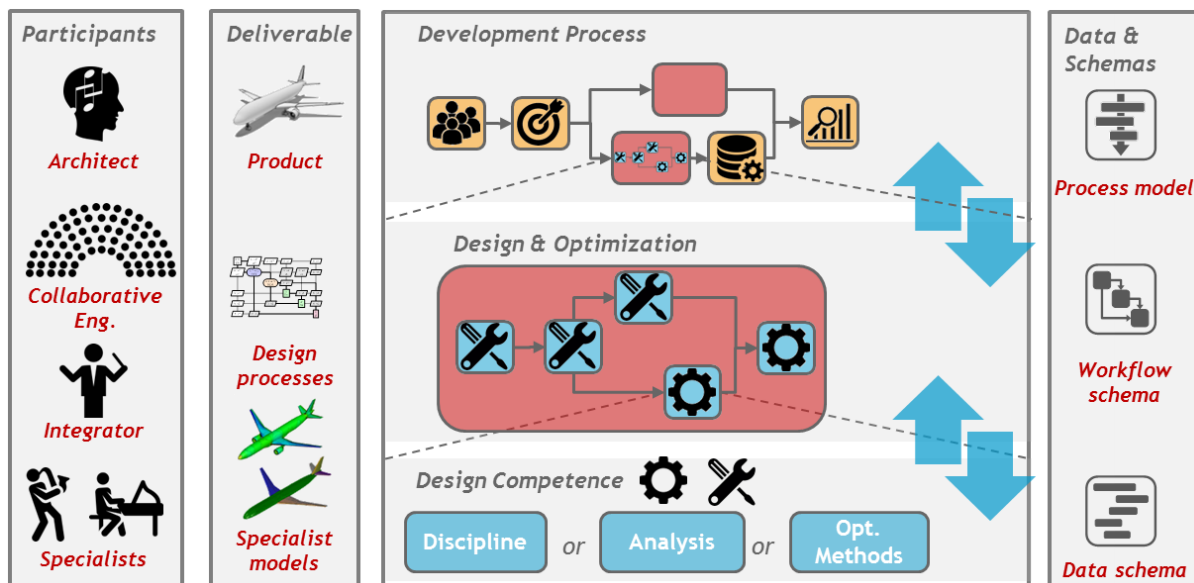 Participants
Architect
Collaborative
Eng.
Integrator
Specialists
Deliverable
Product
Design
processes
Specialist
models
Development Process
Design & Optimization
Design Competence
Discipline
or
Analysis
or
Opt.
Methods
Data &
Schemas
Process model
Workflow
schema
Data schema